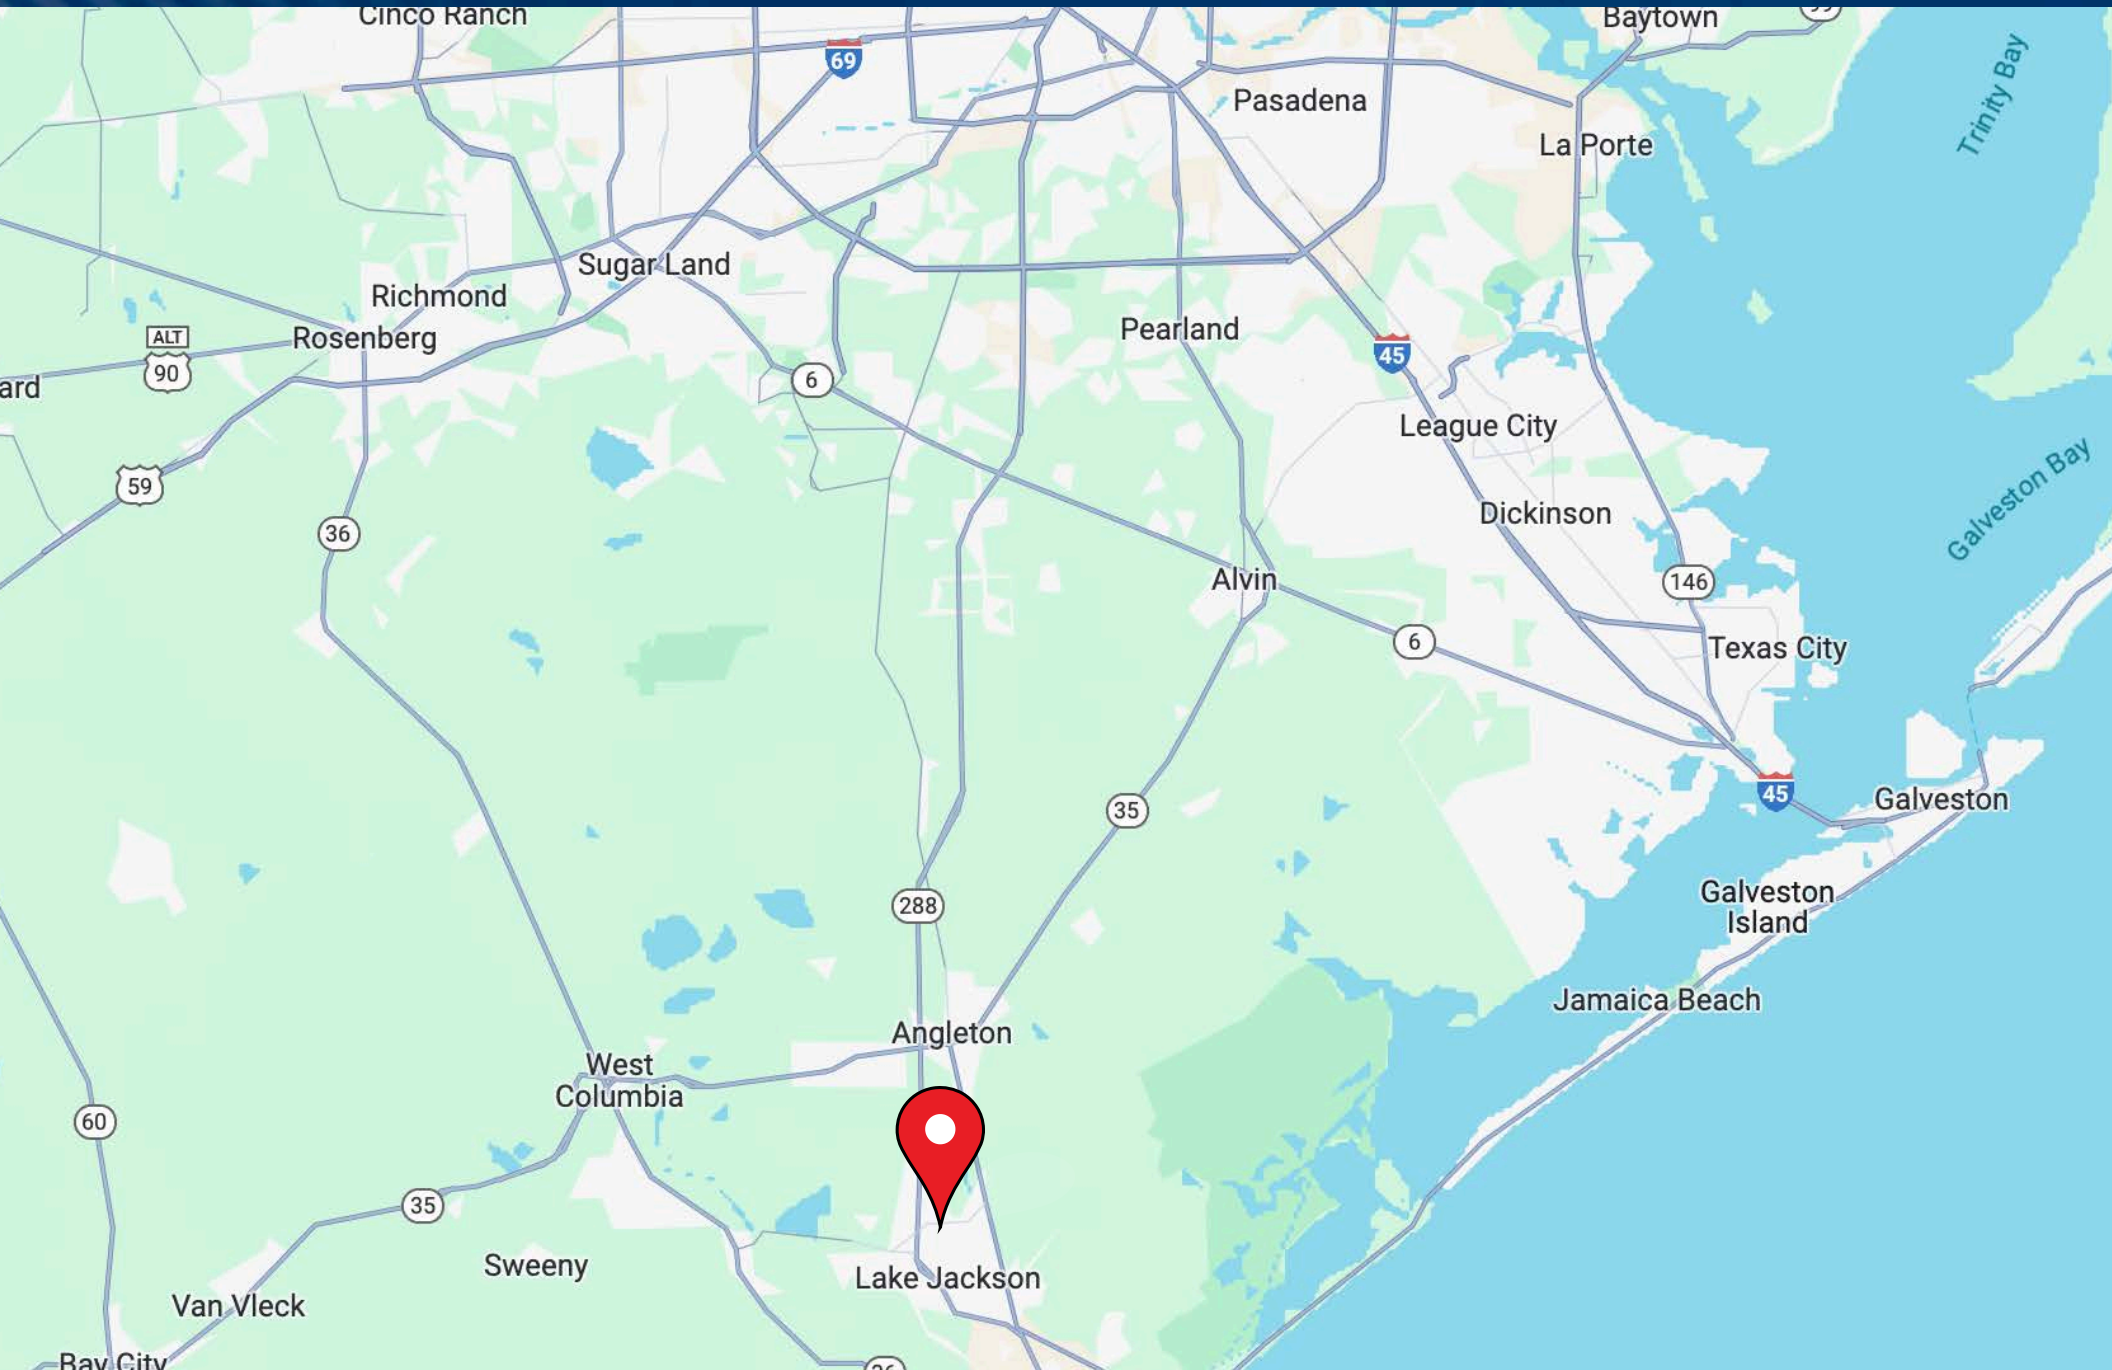 Cinco Ranch
Baytown
99
69
Trinity Bay
Pasadena
La Porte
Sugar Land
Richmond
Rosenberg
ALT
90
ard
Pearland
45
6
League City
59
36
Dickinson
Galveston Bay
Alvin
146
6
Texas City
45
Galveston
35
Galveston
Island
288
Jamaica Beach
Angleton
West
Columbia
60
35
Sweeny
Lake Jackson
Van Vleck
Bay City
36